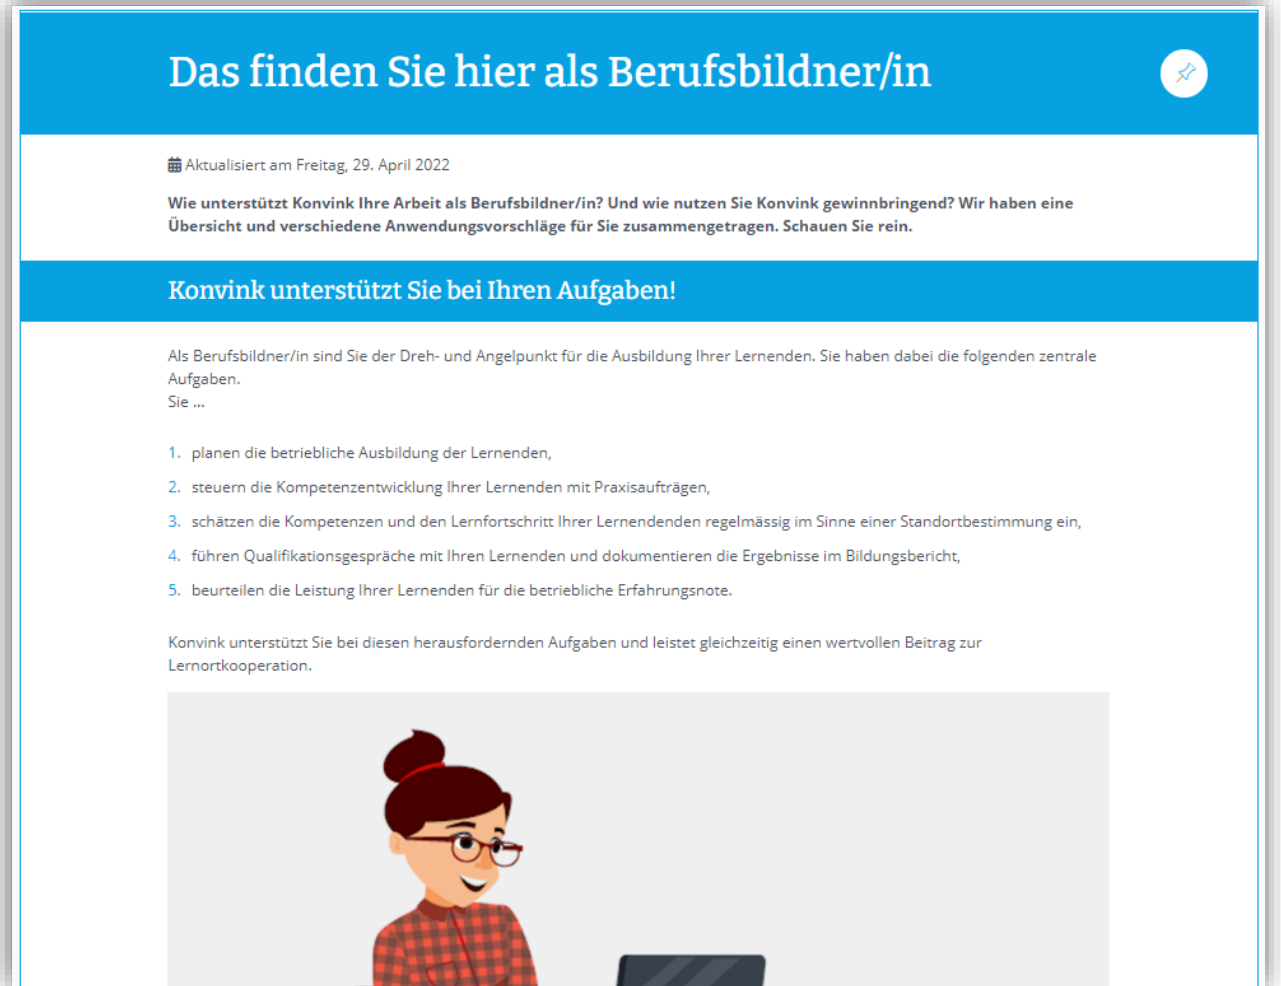 Das finden Sie hier als Berufsbildner/in
Aktualisiert am Freitag, 29. April 2022
Wie unterstützt Konvink Ihre Arbeit als Berufsbildner/in? Und wie nutzen Sie Konvink gewinnbringend? Wir haben eine
Übersicht und verschiedene Anwendungsvorschläge für Sie zusammengetragen. Schauen Sie rein.
Konvink unterstützt Sie bei Ihren Aufgaben!
Als Berufsbildner/in sind Sie der Dreh- und Angelpunkt für die Ausbildung Ihrer Lernenden. Sie haben dabei die folgenden zentrale
Aufgaben.
Sie ...
1. planen die betriebliche Ausbildung der Lernenden,
2. steuern die Kompetenzentwicklung Ihrer Lernenden mit Praxisaufträgen,
3. schätzen die Kompetenzen und den Lernfortschritt Ihrer Lernendenden regelmässig im Sinne einer Standortbestimmung ein,
4. führen Qualifikationsgespräche mit Ihren Lernenden und dokumentieren die Ergebnisse im Bildungsbericht,
5. beurteilen die Leistung Ihrer Lernenden für die betriebliche Erfahrungsnote.
Konvink unterstützt Sie bei diesen herausfordernden Aufgaben und leistet gleichzeitig einen wertvollen Beitrag zur
Lernortkooperation.